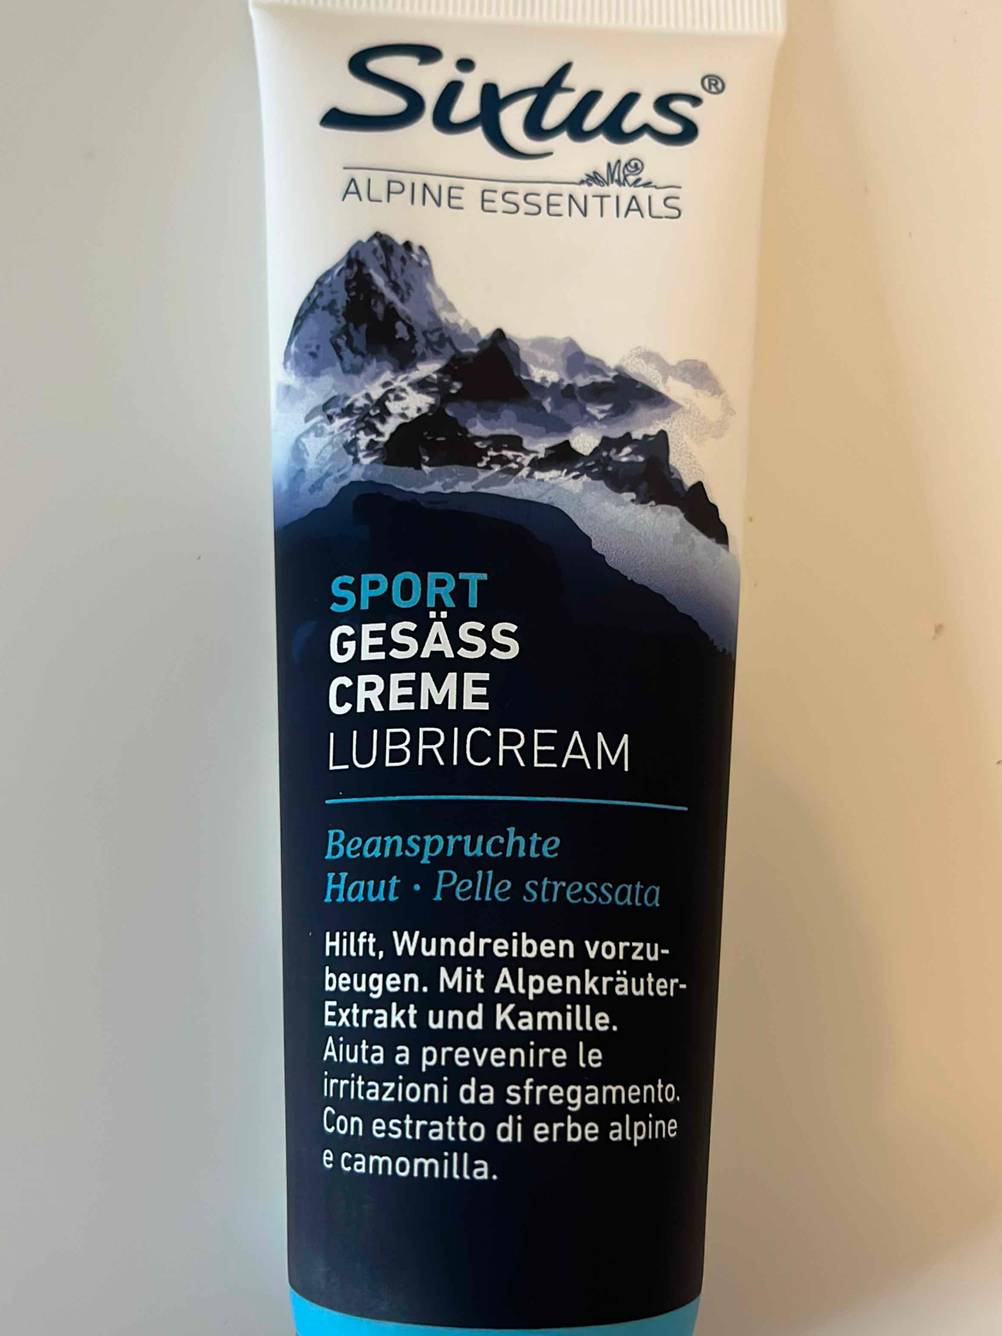 Sixtus®
ALPINE ESSENTIALS
SPORT
GESÄSS
CREME
LUBRICREAM
Beanspruchte
Haut · Pelle stressata
Hilft, Wundreiben vorzu-
beugen. Mit Alpenkräuter-
Extrakt und Kamille.
Aiuta a prevenire le
irritazioni da sfregamento.
Con estratto di erbe alpine
e camomilla.